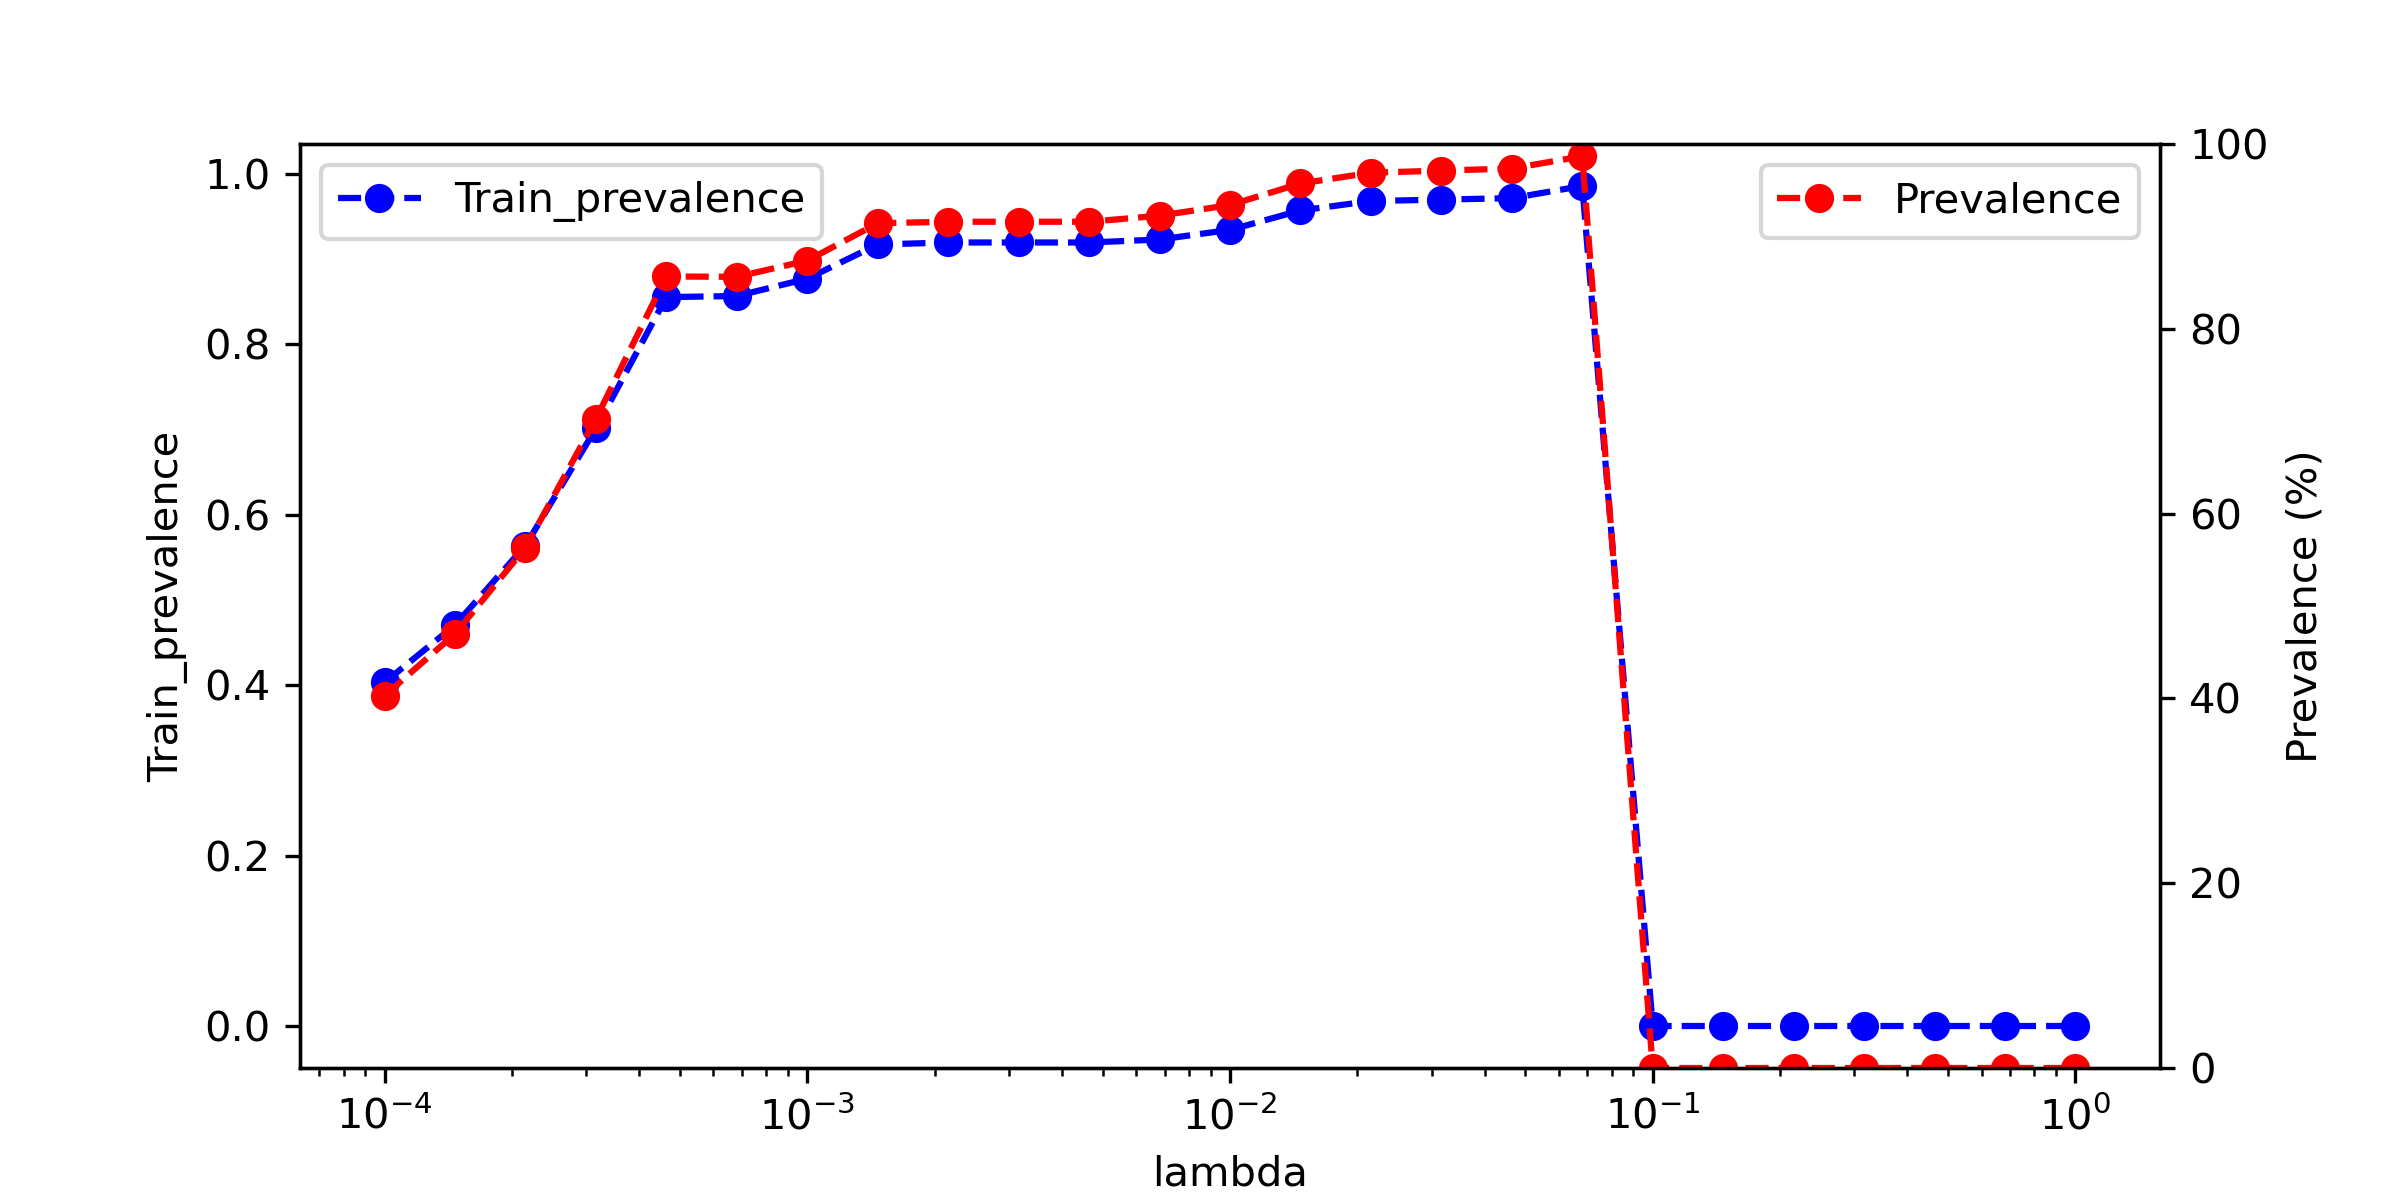 Train_prevalence
Prevalence
1.0
0.8
0.6
0.4
0.2
0.0
Train_prevalence
100
80
60
40
20
0
Prevalence (%)
10⁻⁴ 10⁻³ 10⁻² 10⁻¹ 10⁰
lambda